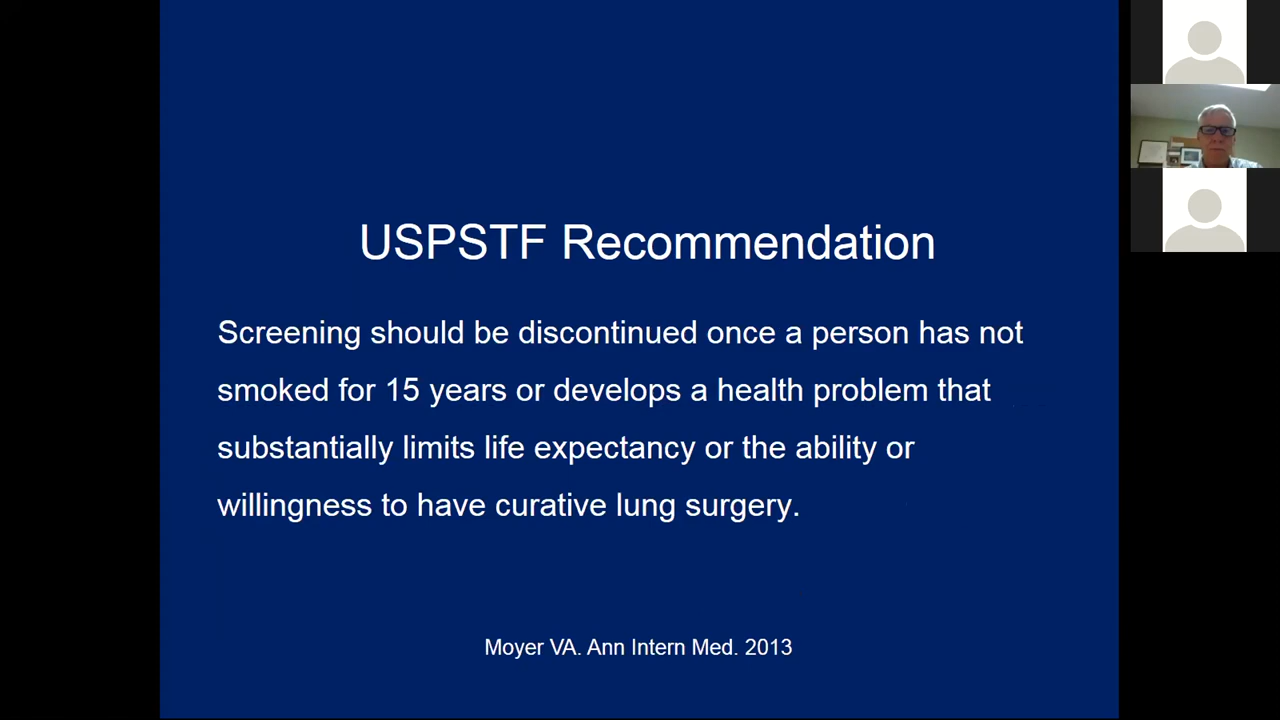 USPSTF Recommendation
Screening should be discontinued once a person has not
smoked for 15 years or develops a health problem that
substantially limits life expectancy or the ability or
willingness to have curative lung surgery.
Moyer VA. Ann Intern Med. 2013